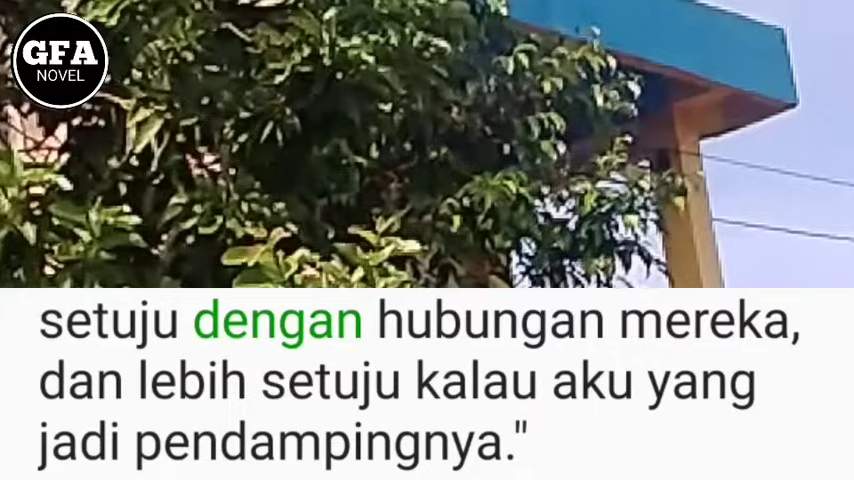 GFA
NOVEL
setuju dengan hubungan mereka,
dan lebih setuju kalau aku yang
jadi pendampingnya."